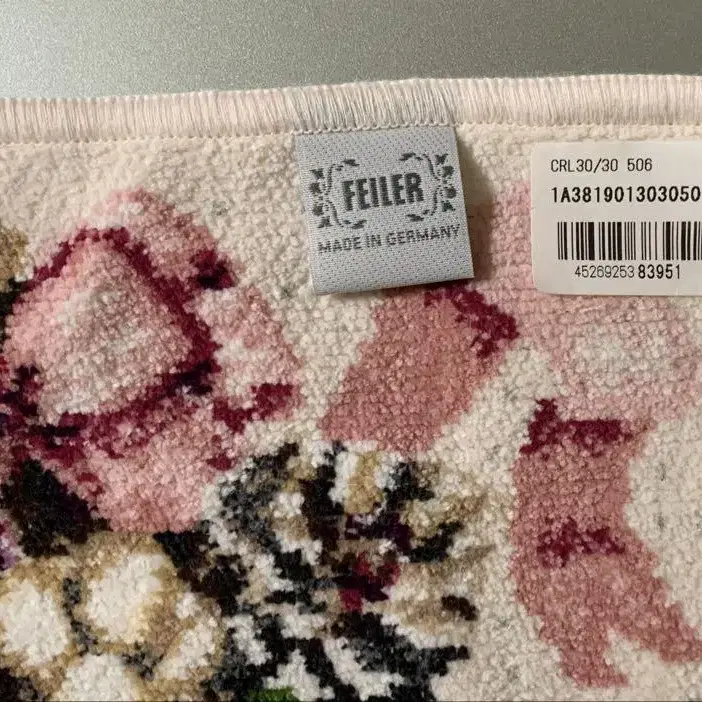 FEILER
MADE IN GERMANY
CRL30/30 506
1A381901303050
4526925383951